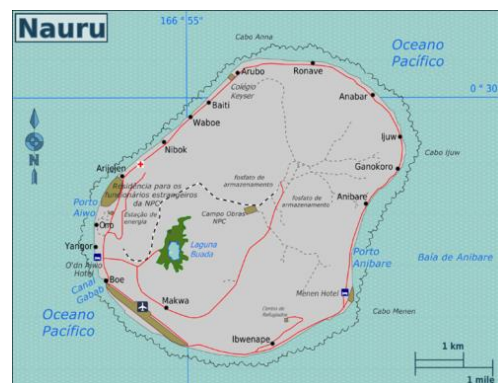 Nauru
166 °55'
Cabo Anna
Oceano
Pacífico
Arubo
Ronave
Colégio
Keyser
Baiti
Anabar
0 ° 30'
Waboe
Ijuw
Nibok
Cabo Ijuw
Ganokoro
Arijejen
Residência para os
funcionários estrangeiros
da NPC
fosfato de
armazenamento
fosfato de
armazenamento
Porto
Aiwo
Estação de
energia
Campo Obras
NPC
Anibare
Orro
Yangor
Laguna
Buada
Porto
Anibare
Baía de Anibare
O'dn Aiwo
Hotel
Canal
Gabab
Boe
Menen Hotel
Makwa
Centro de
Refugiados
Cabo Menen
Oceano
Pacífico
Ibwenape
1 km
1 mile
N